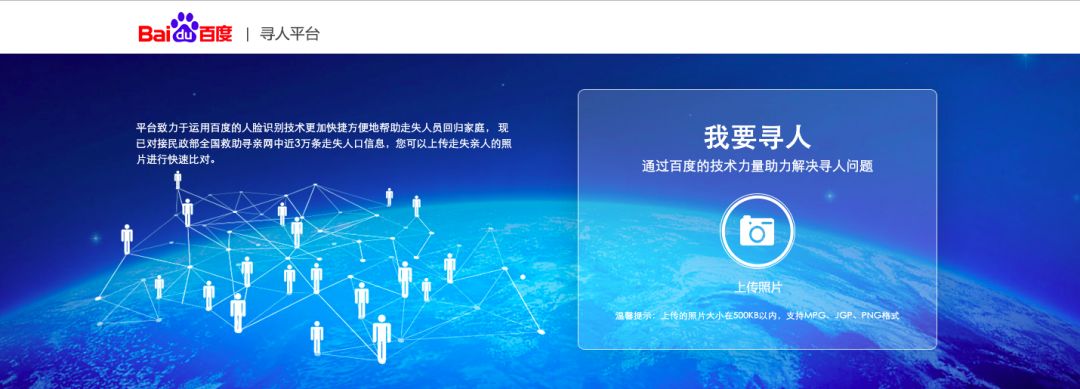 Baidu百度 | 寻人平台
平台致力于运用百度的人脸识别技术更加快捷方便地帮助走失人员回归家庭， 现
已对接民政部全国救助寻亲网中近3万条走失人口信息，您可以上传走失亲人的照
片进行快速比对。
我要寻人
通过百度的技术力量助力解决寻人问题
上传照片
温馨提示：上传的照片大小在500KB以内，支持MPG、JGP、PNG格式